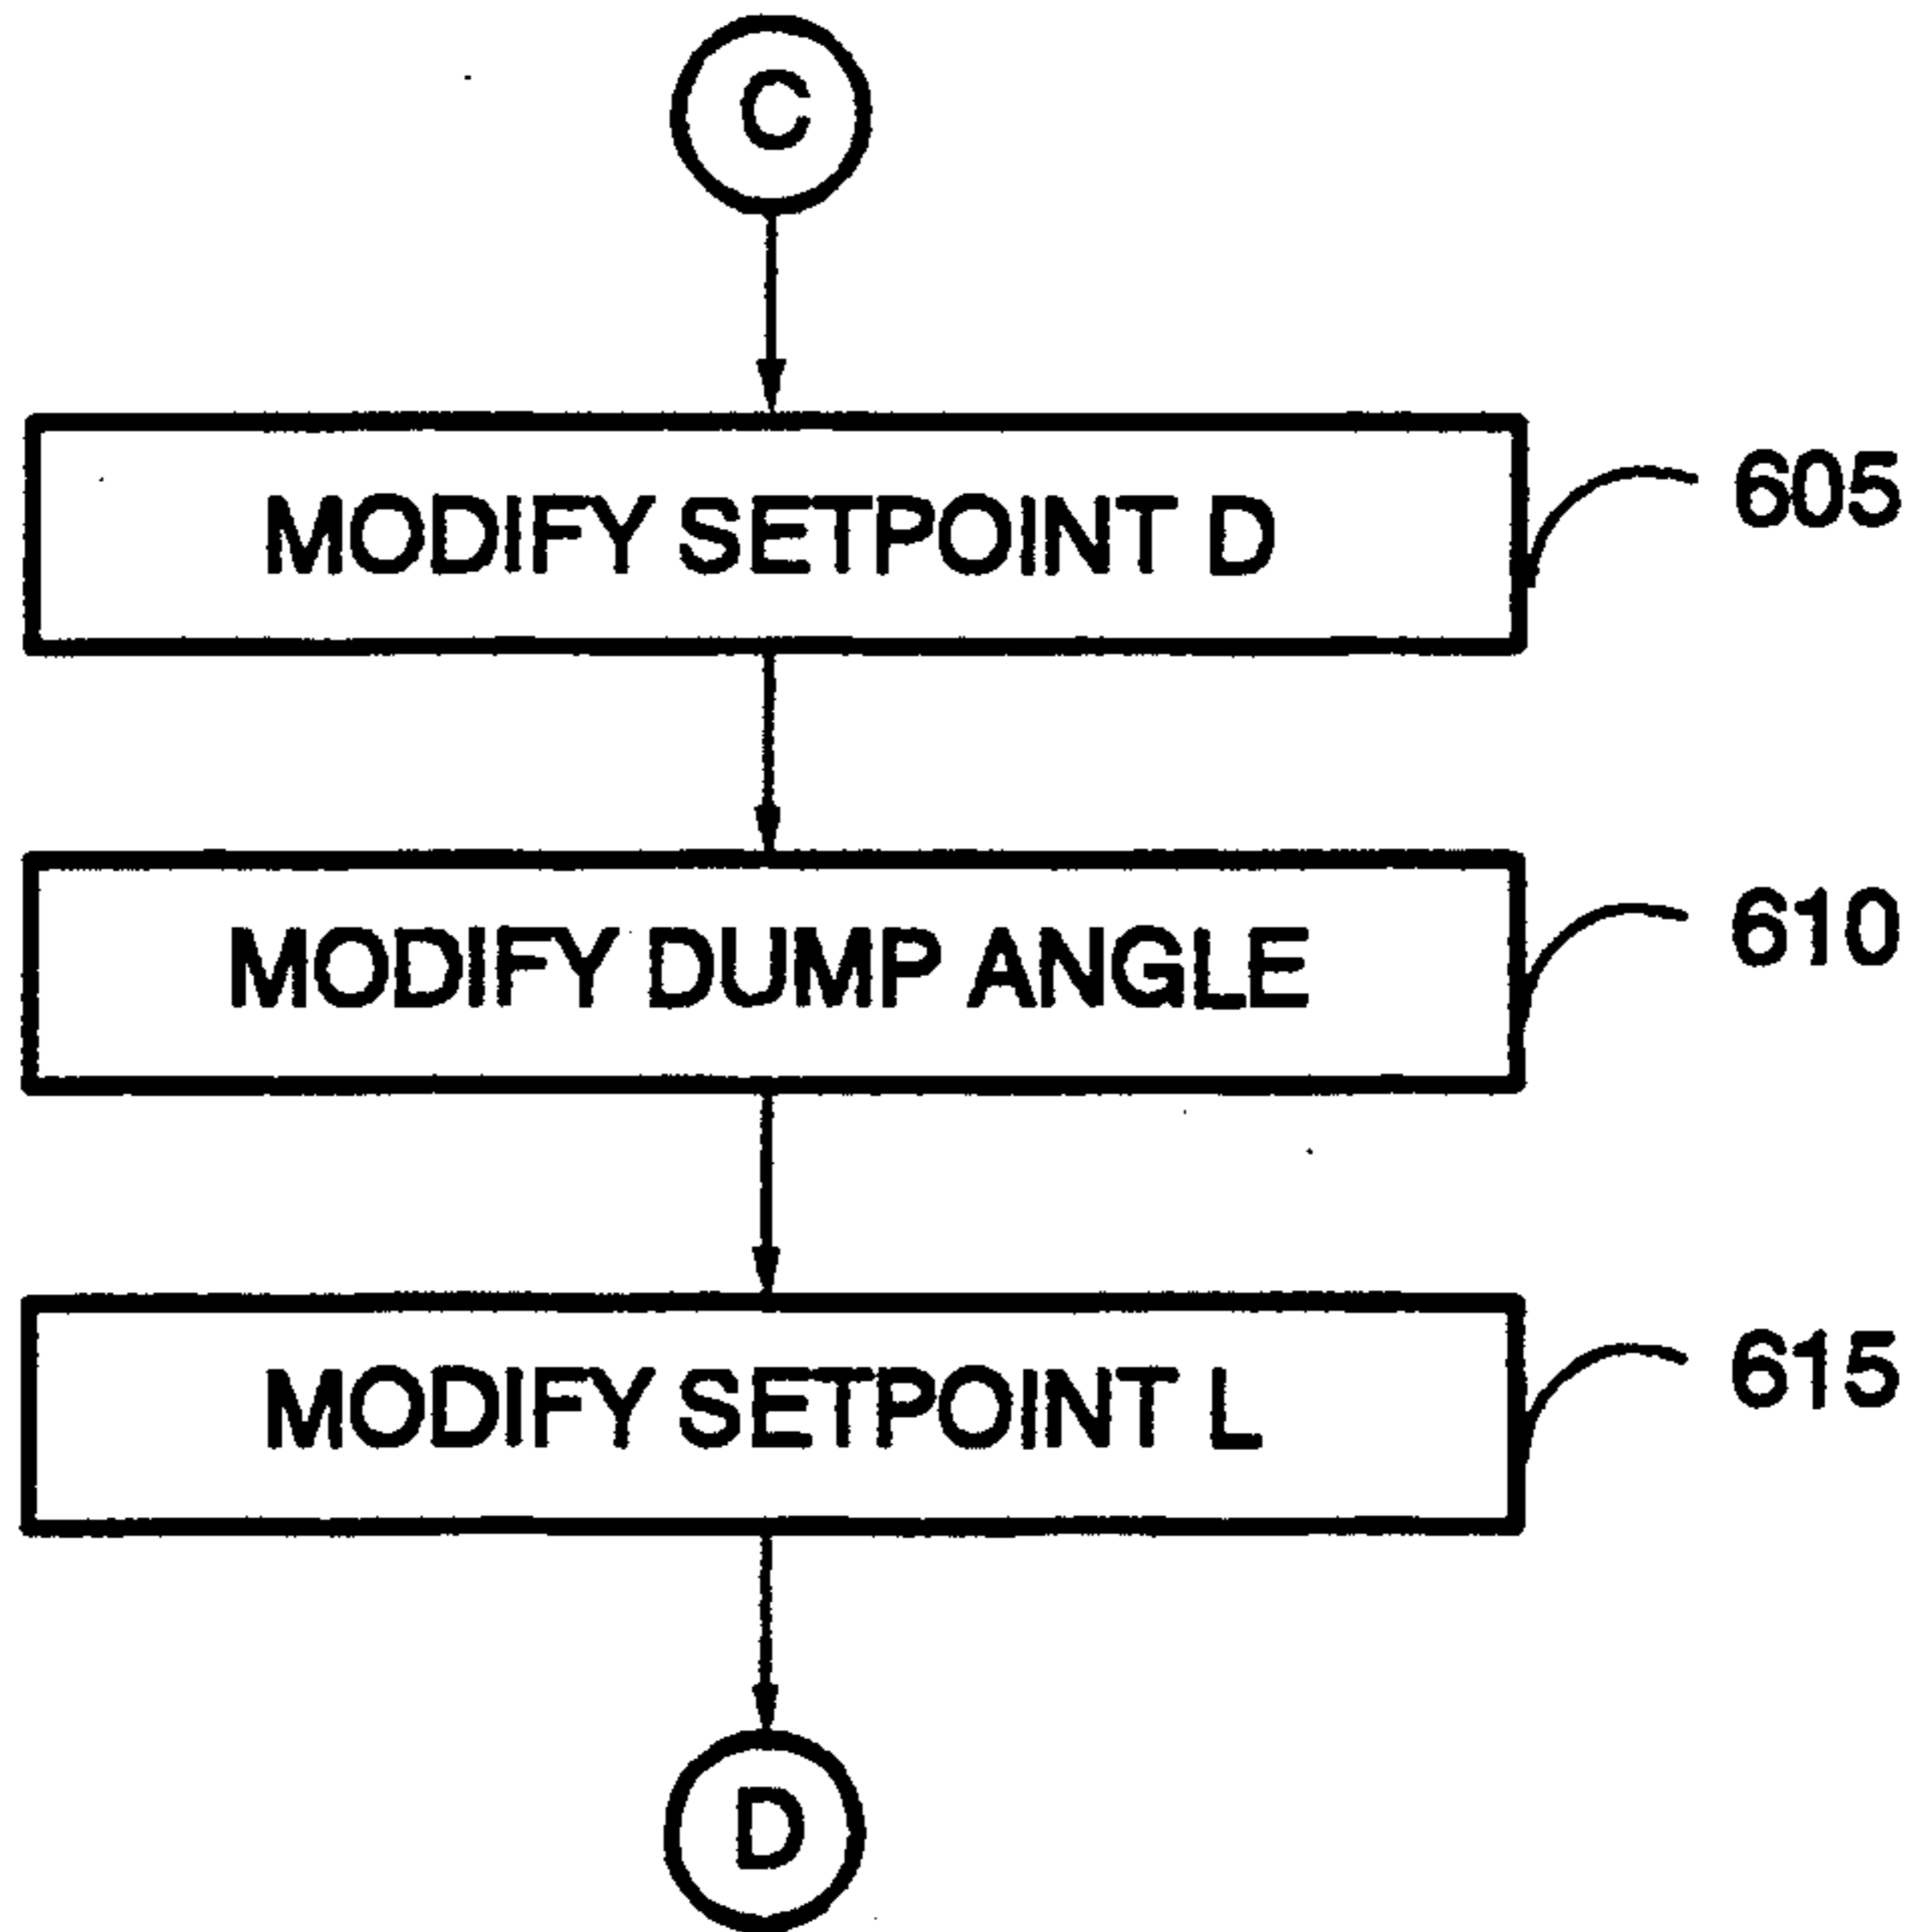 C
MODIFY SETPOINT D
605
MODIFY DUMP ANGLE
610
MODIFY SETPOINT L
615
D